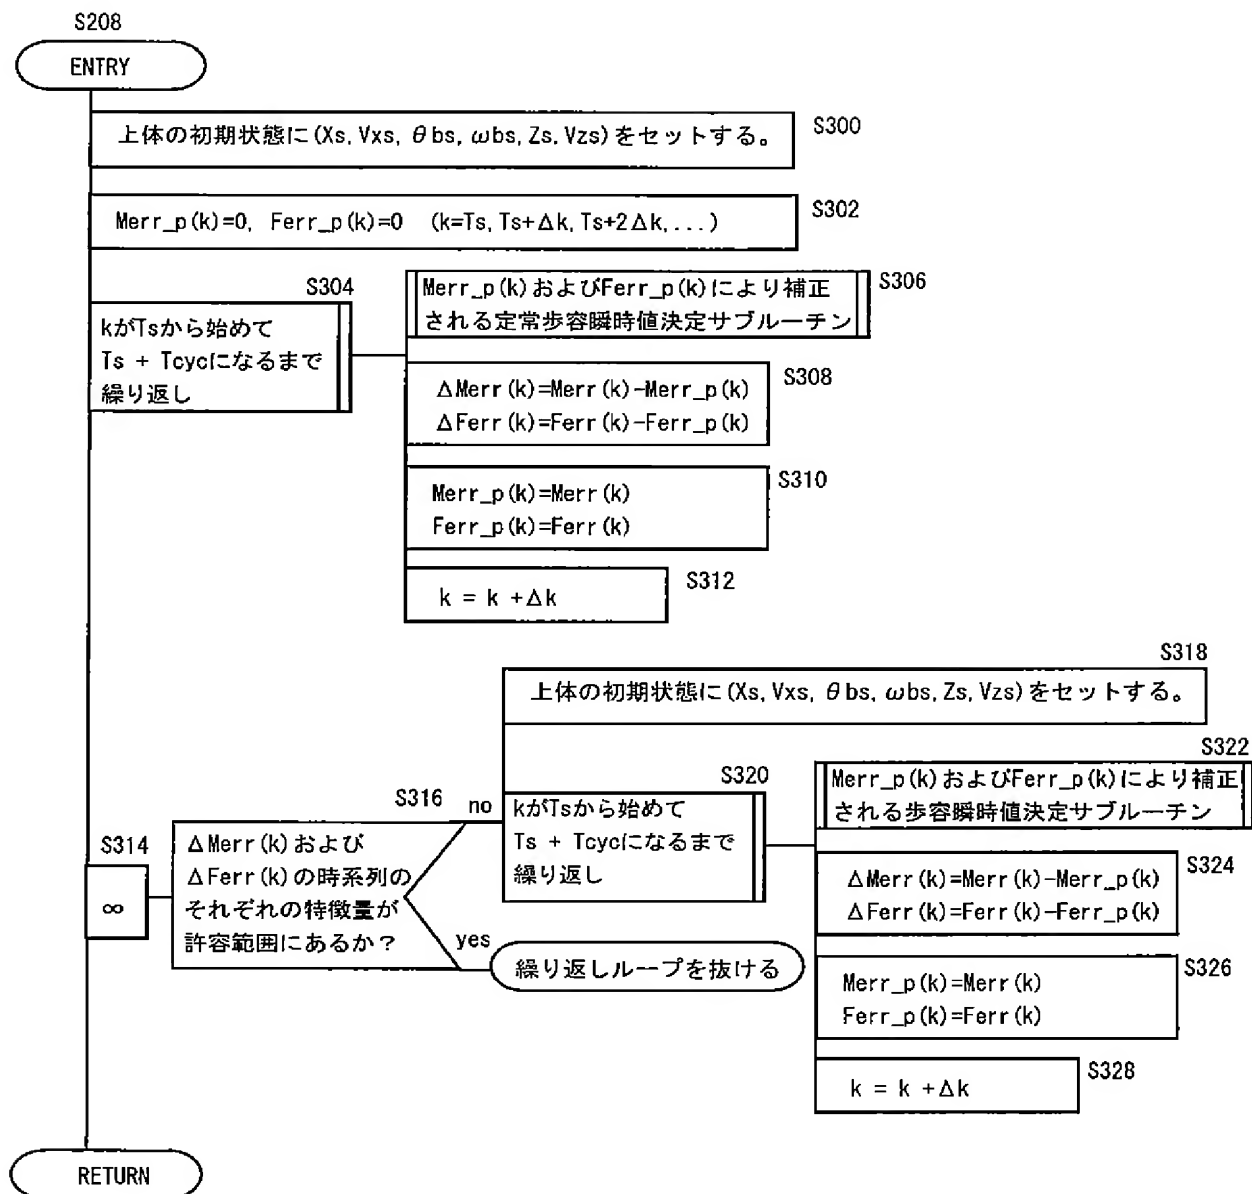 S208
ENTRY
上体の初期状態に(Xs, Vxs, θbs, ωbs, Zs, Vzs)をセットする。
S300
Merr_p(k)=0, Ferr_p(k)=0 (k=Ts, Ts+Δk, Ts+2Δk,...)
S302
S304
kがTsから始めて
Ts + Tcycになるまで
繰り返し
S306
Merr_p(k)およびFerr_p(k)により補正
される定常歩容瞬時値決定サブルーチン
S308
ΔMerr(k)=Merr(k)-Merr_p(k)
ΔFerr(k)=Ferr(k)-Ferr_p(k)
S310
Merr_p(k)=Merr(k)
Ferr_p(k)=Ferr(k)
S312
k = k +Δk
S314
∞
S316
ΔMerr(k)および
ΔFerr(k)の時系列の
それぞれの特徴量が
許容範囲にあるか？
no
yes
繰り返しループを抜ける
S318
上体の初期状態に(Xs, Vxs, θbs, ωbs, Zs, Vzs)をセットする。
S320
kがTsから始めて
Ts + Tcycになるまで
繰り返し
S322
Merr_p(k)およびFerr_p(k)により補正
される歩容瞬時値決定サブルーチン
S324
ΔMerr(k)=Merr(k)-Merr_p(k)
ΔFerr(k)=Ferr(k)-Ferr_p(k)
S326
Merr_p(k)=Merr(k)
Ferr_p(k)=Ferr(k)
S328
k = k +Δk
RETURN